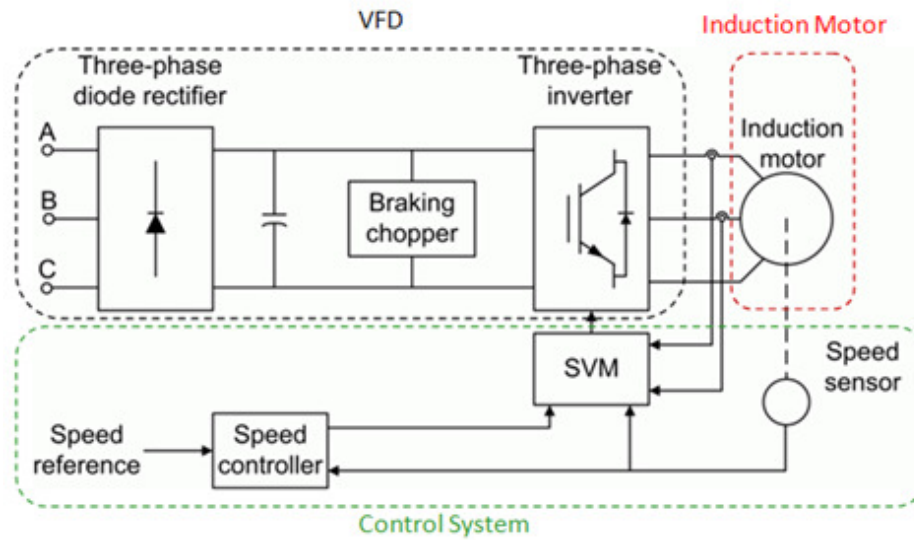 VFD
Induction Motor
Three-phase
diode rectifier
Three-phase
inverter
A
B
C
Braking
chopper
Induction
motor
SVM
Speed
sensor
Speed
reference
Speed
controller
Control System